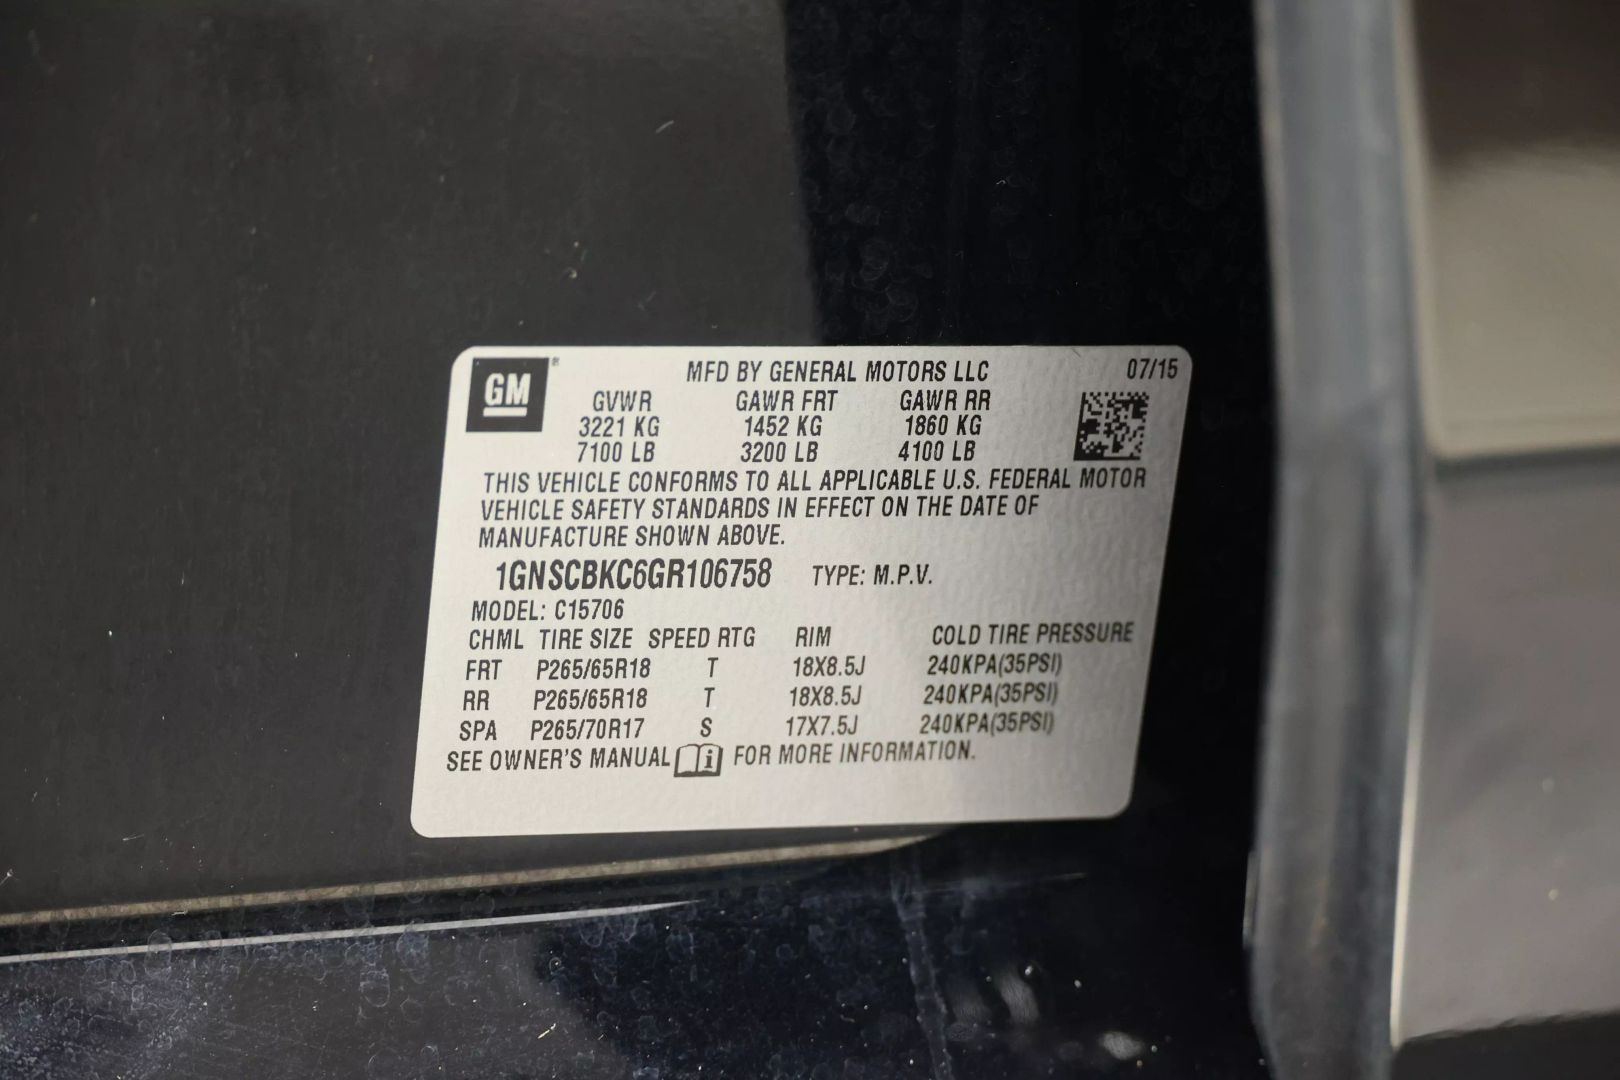 GM ® MFD BY GENERAL MOTORS LLC 07/15
GVWR GAWR FRT GAWR RR
3221 KG 1452 KG 1860 KG
7100 LB 3200 LB 4100 LB
THIS VEHICLE CONFORMS TO ALL APPLICABLE U.S. FEDERAL MOTOR
VEHICLE SAFETY STANDARDS IN EFFECT ON THE DATE OF
MANUFACTURE SHOWN ABOVE.
1GNSCBKC6GR106758 TYPE: M.P.V.
MODEL: C15706
CHML TIRE SIZE SPEED RTG RIM COLD TIRE PRESSURE
FRT P265/65R18 T 18X8.5J 240KPA(35PSI)
RR P265/65R18 T 18X8.5J 240KPA(35PSI)
SPA P265/70R17 S 17X7.5J 240KPA(35PSI)
SEE OWNER'S MANUAL i FOR MORE INFORMATION.